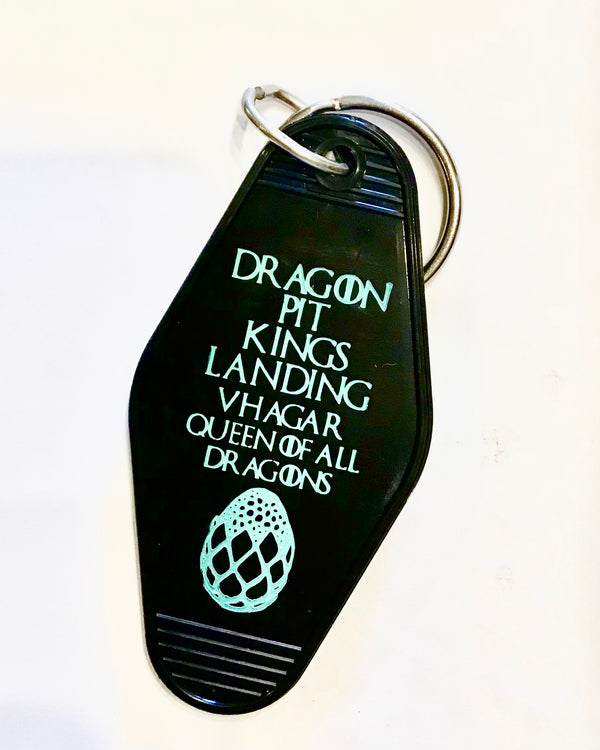 DRAGON
PIT
KINGS
LANDING
VHAGAR
QUEEN OF ALL
DRAGONS